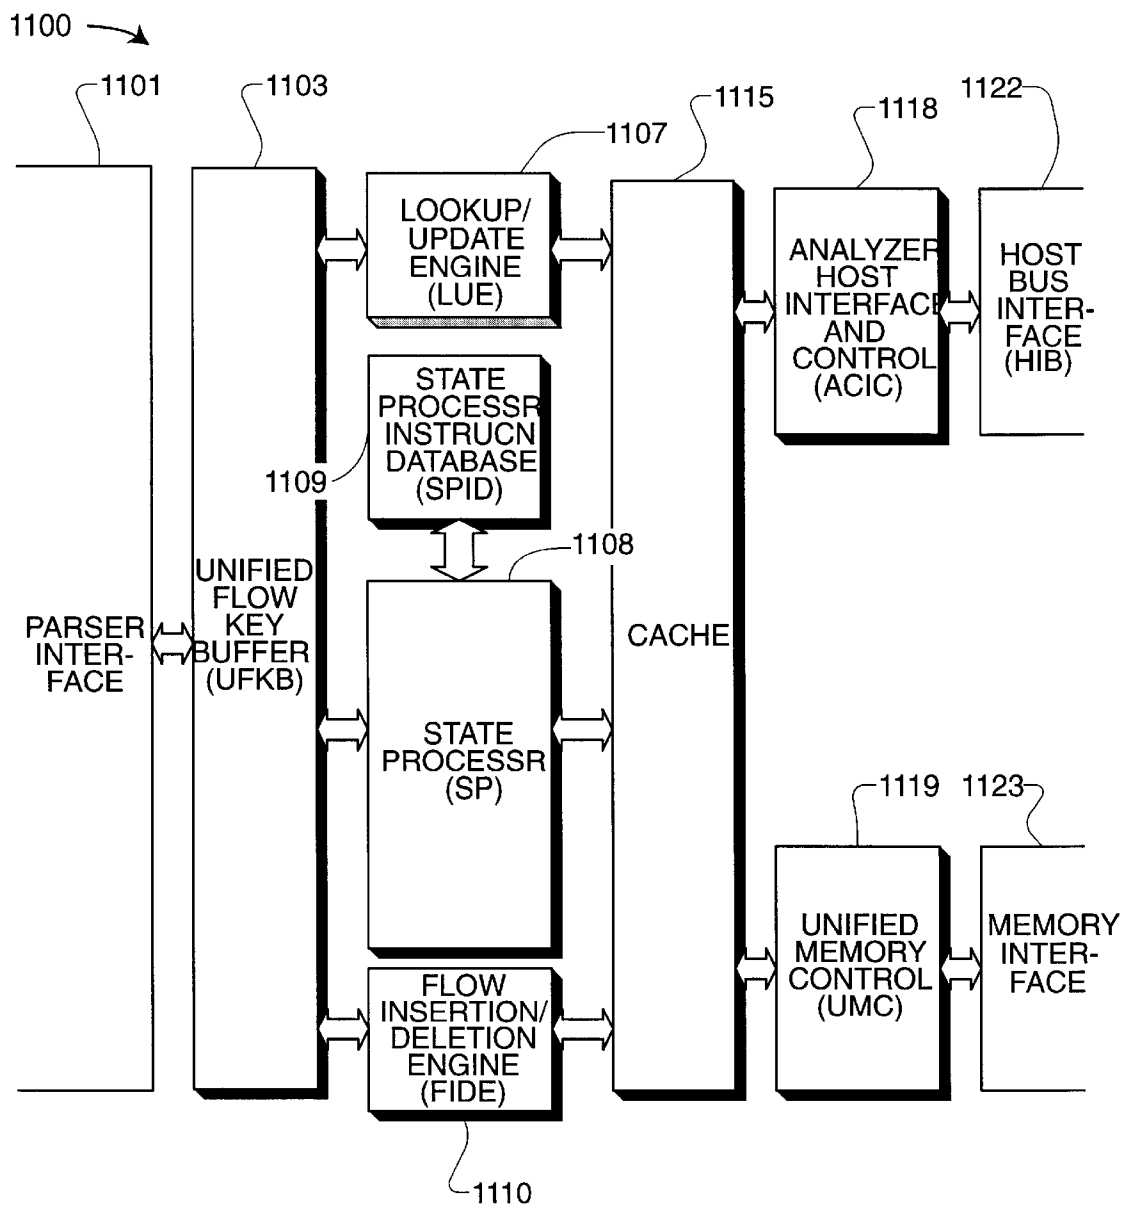 1100
1101
1103
1107
1115
1118
1122
LOOKUP/
UPDATE
ENGINE
(LUE)
ANALYZER
HOST
INTERFACE
AND
CONTROL
(ACIC)
HOST
BUS
INTER-
FACE
(HIB)
STATE
PROCESSR
INSTRUCN
DATABASE
(SPID)
1109
1108
UNIFIED
FLOW
KEY
BUFFER
(UFKB)
PARSER
INTER-
FACE
CACHE
STATE
PROCESSR
(SP)
1119
1123
UNIFIED
MEMORY
CONTROL
(UMC)
MEMORY
INTER-
FACE
FLOW
INSERTION/
DELETION
ENGINE
(FIDE)
1110